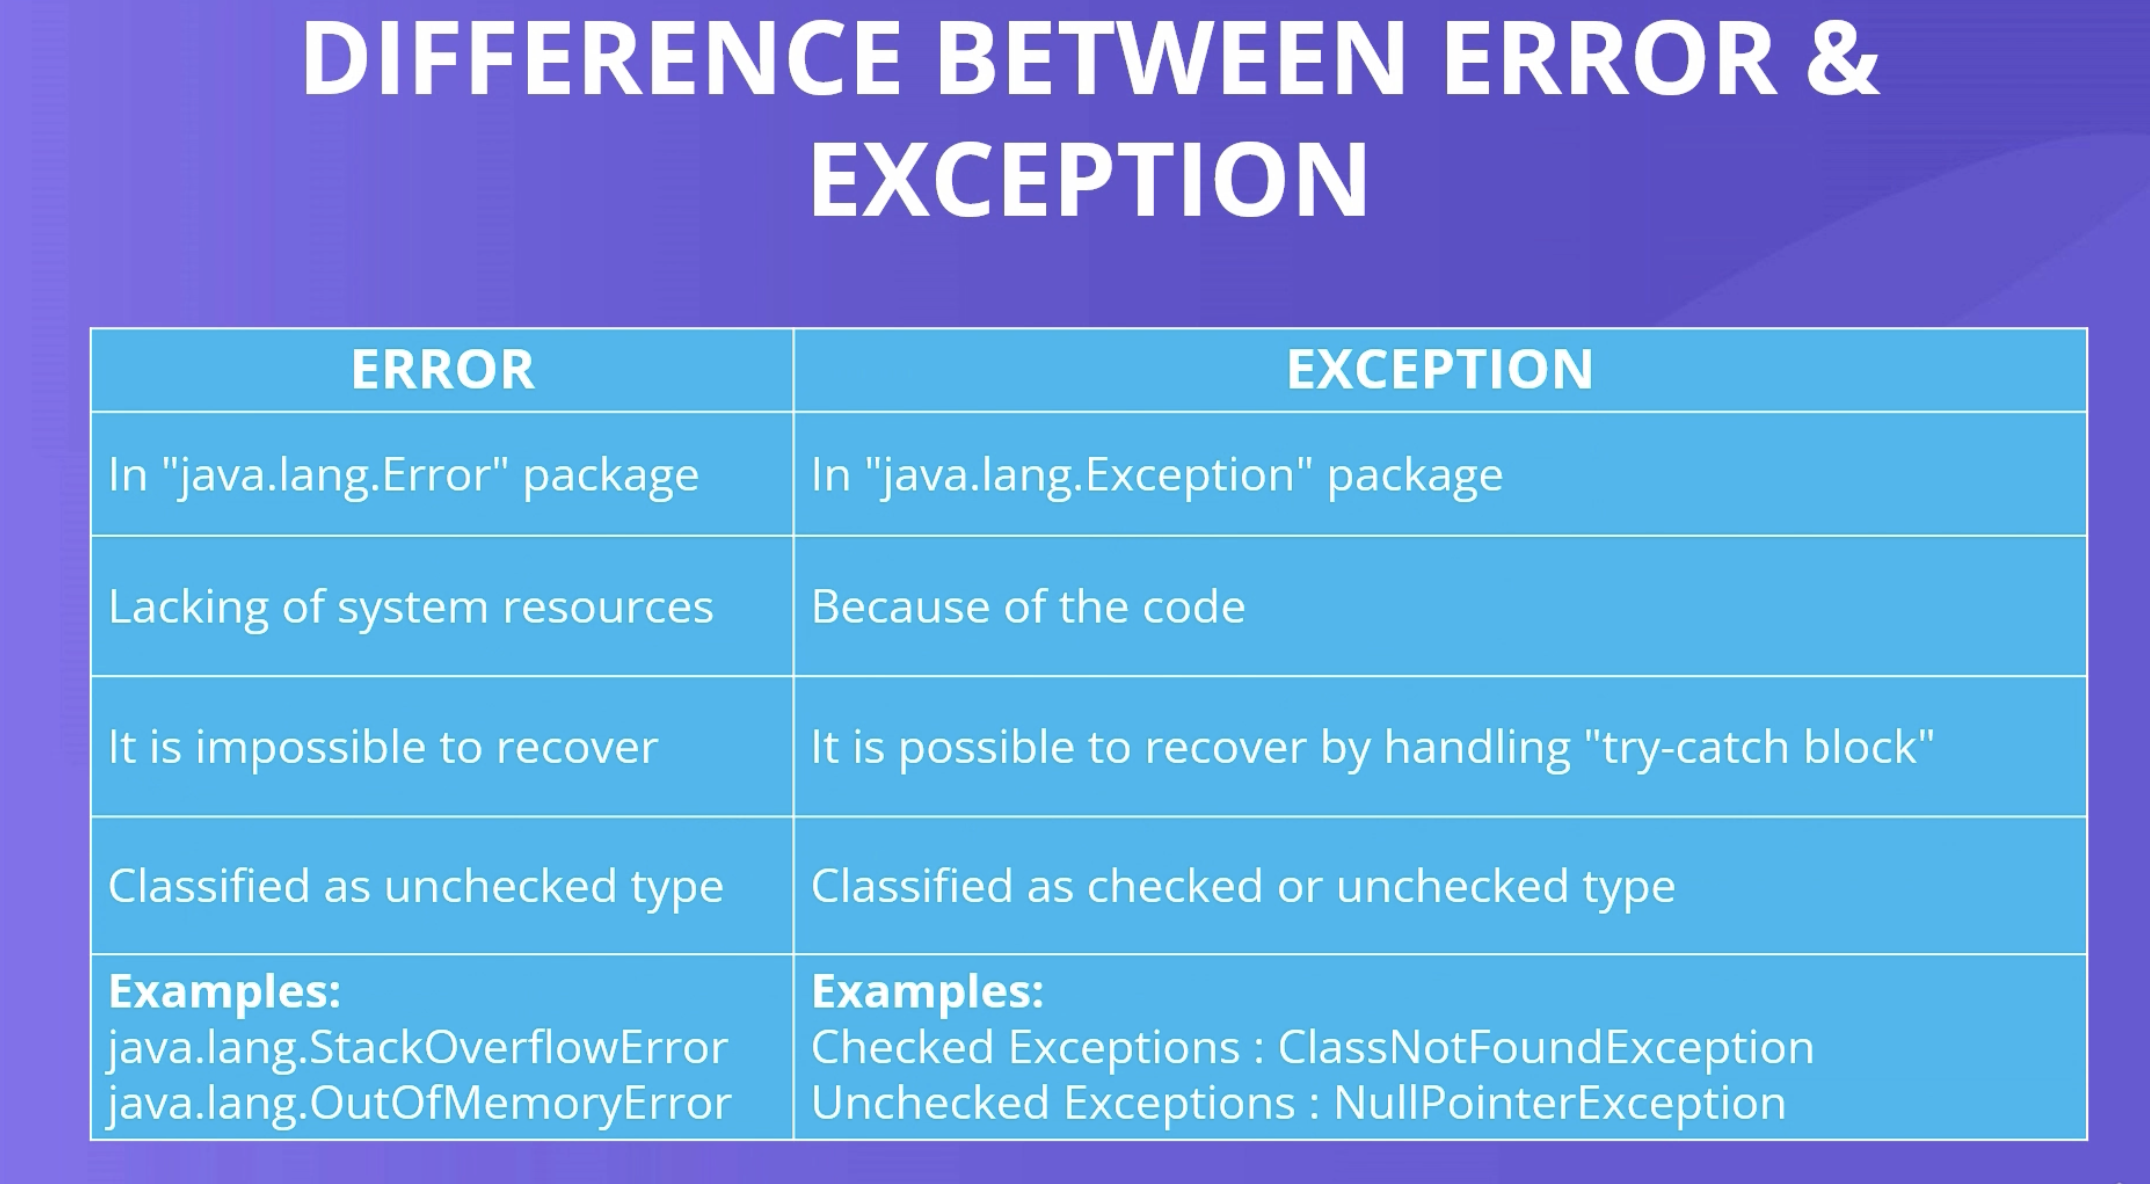 DIFFERENCE BETWEEN ERROR &
EXCEPTION
ERROR
EXCEPTION
In "java.lang.Error" package
In "java.lang.Exception" package
Lacking of system resources
Because of the code
It is impossible to recover
It is possible to recover by handling "try-catch block"
Classified as unchecked type
Classified as checked or unchecked type
Examples:
java.lang.StackOverflowError
java.lang.OutOfMemoryError
Examples:
Checked Exceptions : ClassNotFoundException
Unchecked Exceptions : NullPointerException